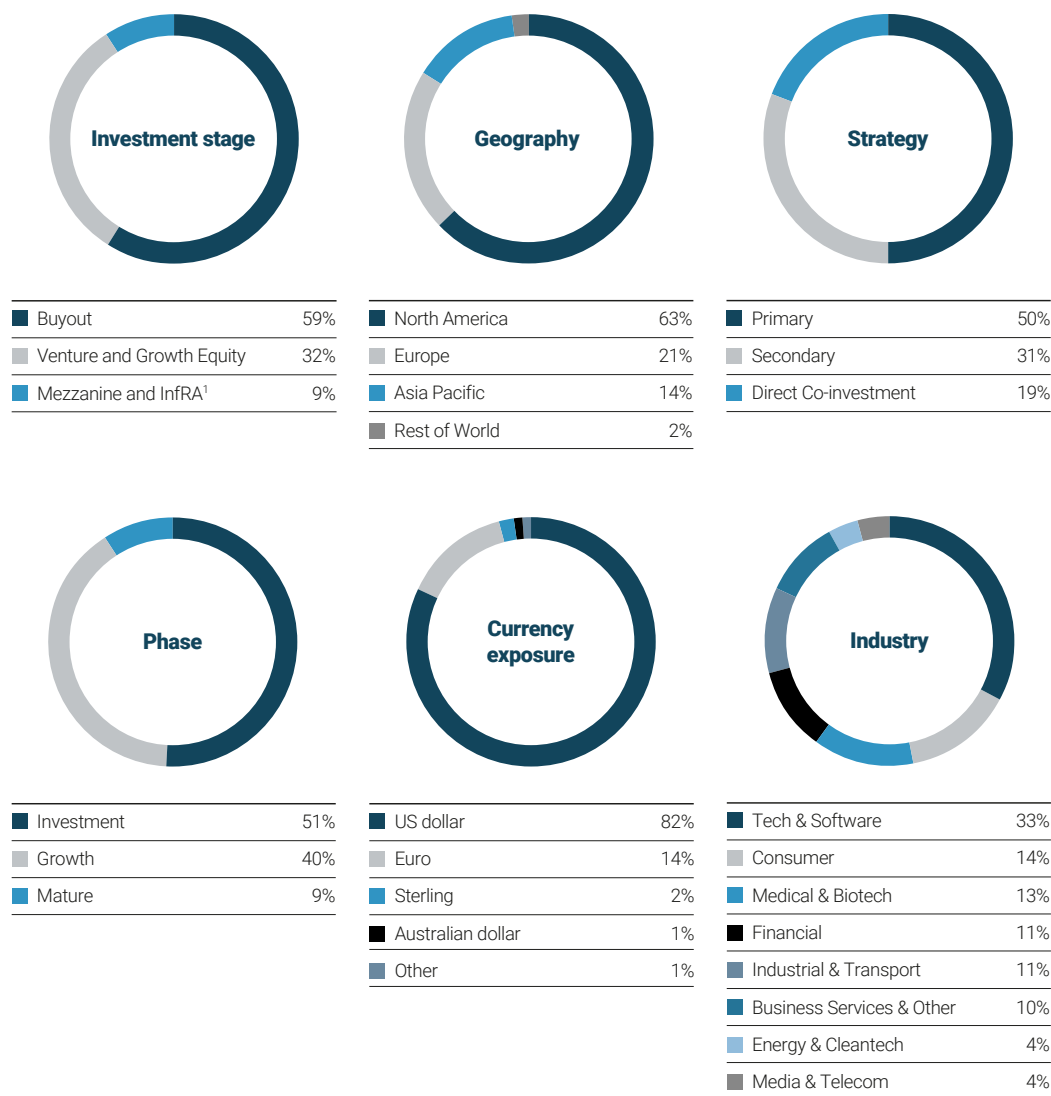 Investment stage
Buyout 59%
Venture and Growth Equity 32%
Mezzanine and InfRA¹ 9%
Geography
North America 63%
Europe 21%
Asia Pacific 14%
Rest of World 2%
Strategy
Primary 50%
Secondary 31%
Direct Co-investment 19%
Phase
Investment 51%
Growth 40%
Mature 9%
Currency
exposure
US dollar 82%
Euro 14%
Sterling 2%
Australian dollar 1%
Other 1%
Industry
Tech & Software 33%
Consumer 14%
Medical & Biotech 13%
Financial 11%
Industrial & Transport 11%
Business Services & Other 10%
Energy & Cleantech 4%
Media & Telecom 4%